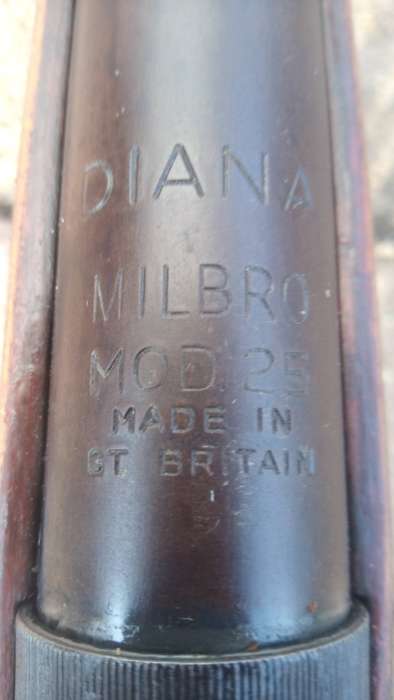 DIANA
MILBRO
MOD. 25
MADE IN
GT BRITAIN